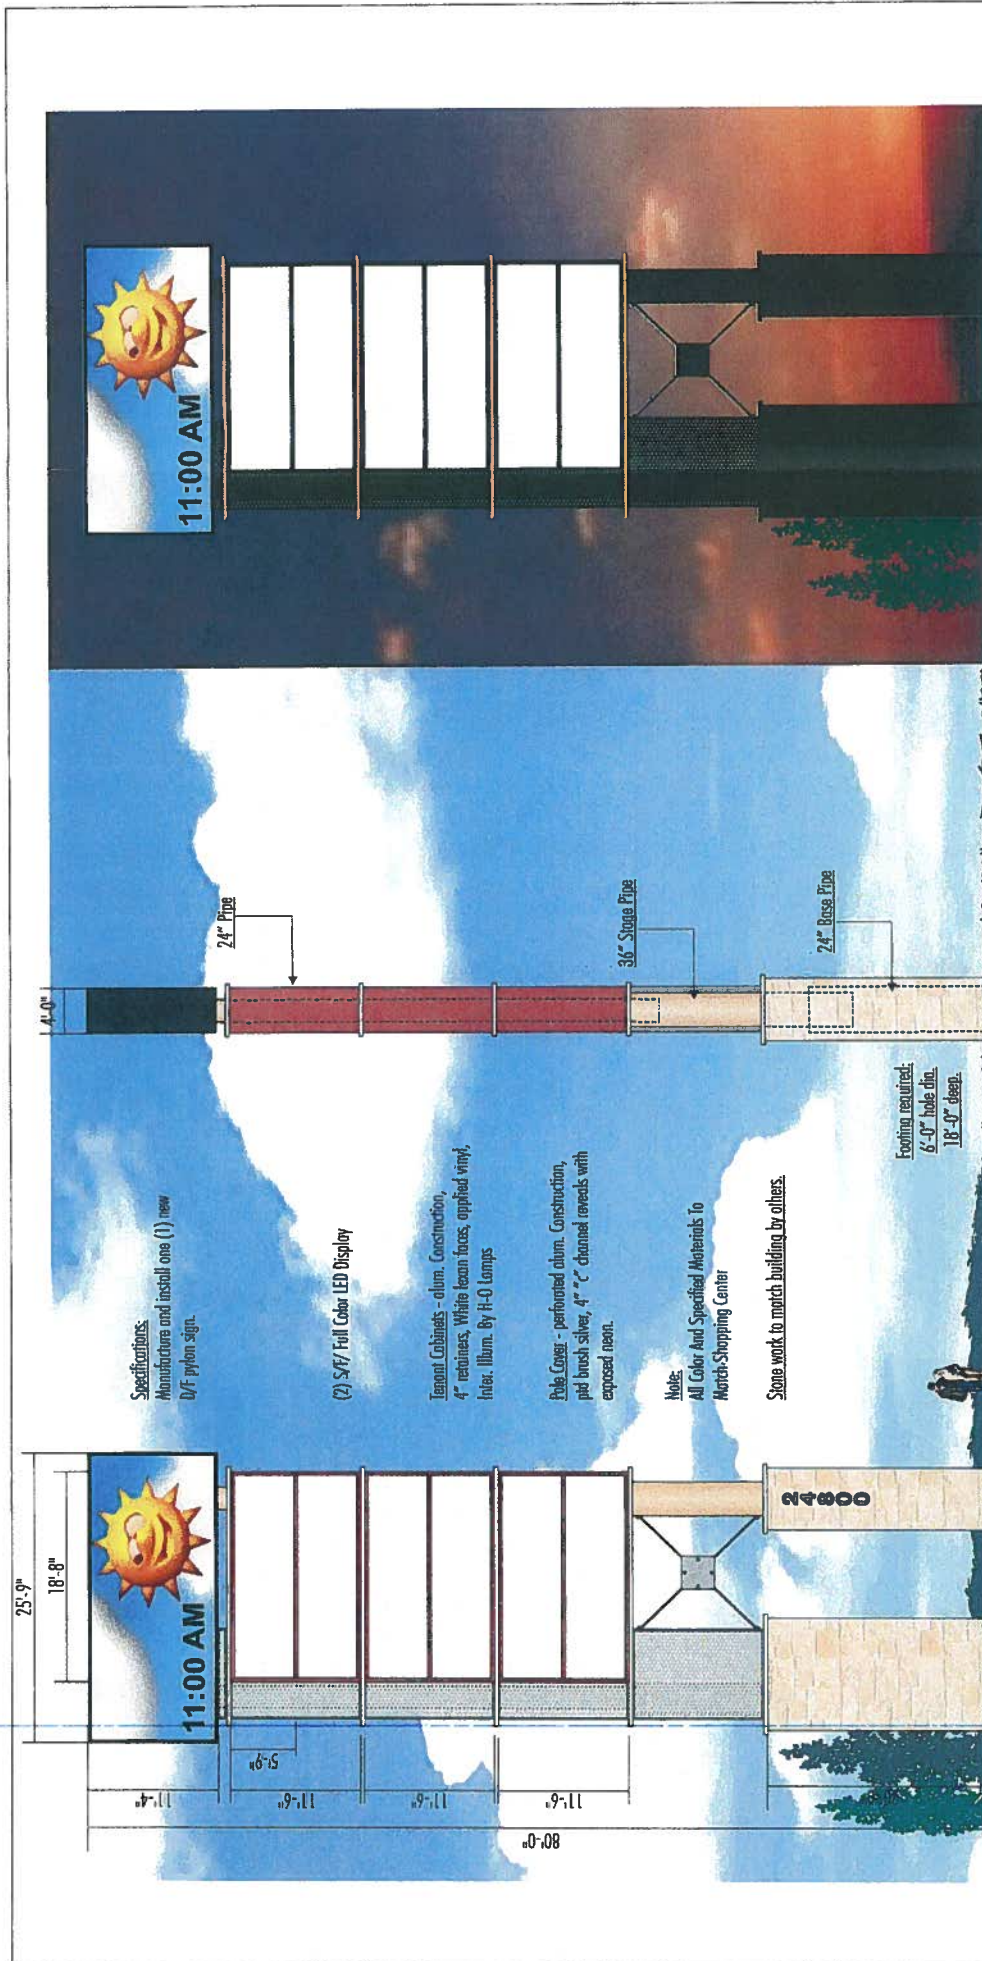 25'-9"
18'-8"
11:00 AM
11'-4"
5'-9"
11'-6"
11'-6"
11'-6"
80'-0"
24800
Specifications:
Manufacture and install one (1) new
D/F pylon sign.
(2) S/F/ Full Color LED Display
Tenant Cabinets - alum. Construction,
4" retainers, White lexan faces, applied vinyl,
Inter. Illum. By H-O Lamps
Pole Cover - perforated alum. Construction,
ptd brush silver, 4" "c" channel reveals with
exposed neon.
Note:
All Color And Specified Materials To
Match Shopping Center
Stone work to match building by others.
4'-0"
24" Pipe
36" Stage Pipe
24" Base Pipe
Footing required:
6'-0" hole dia.
18'-0" deep.
11:00 AM